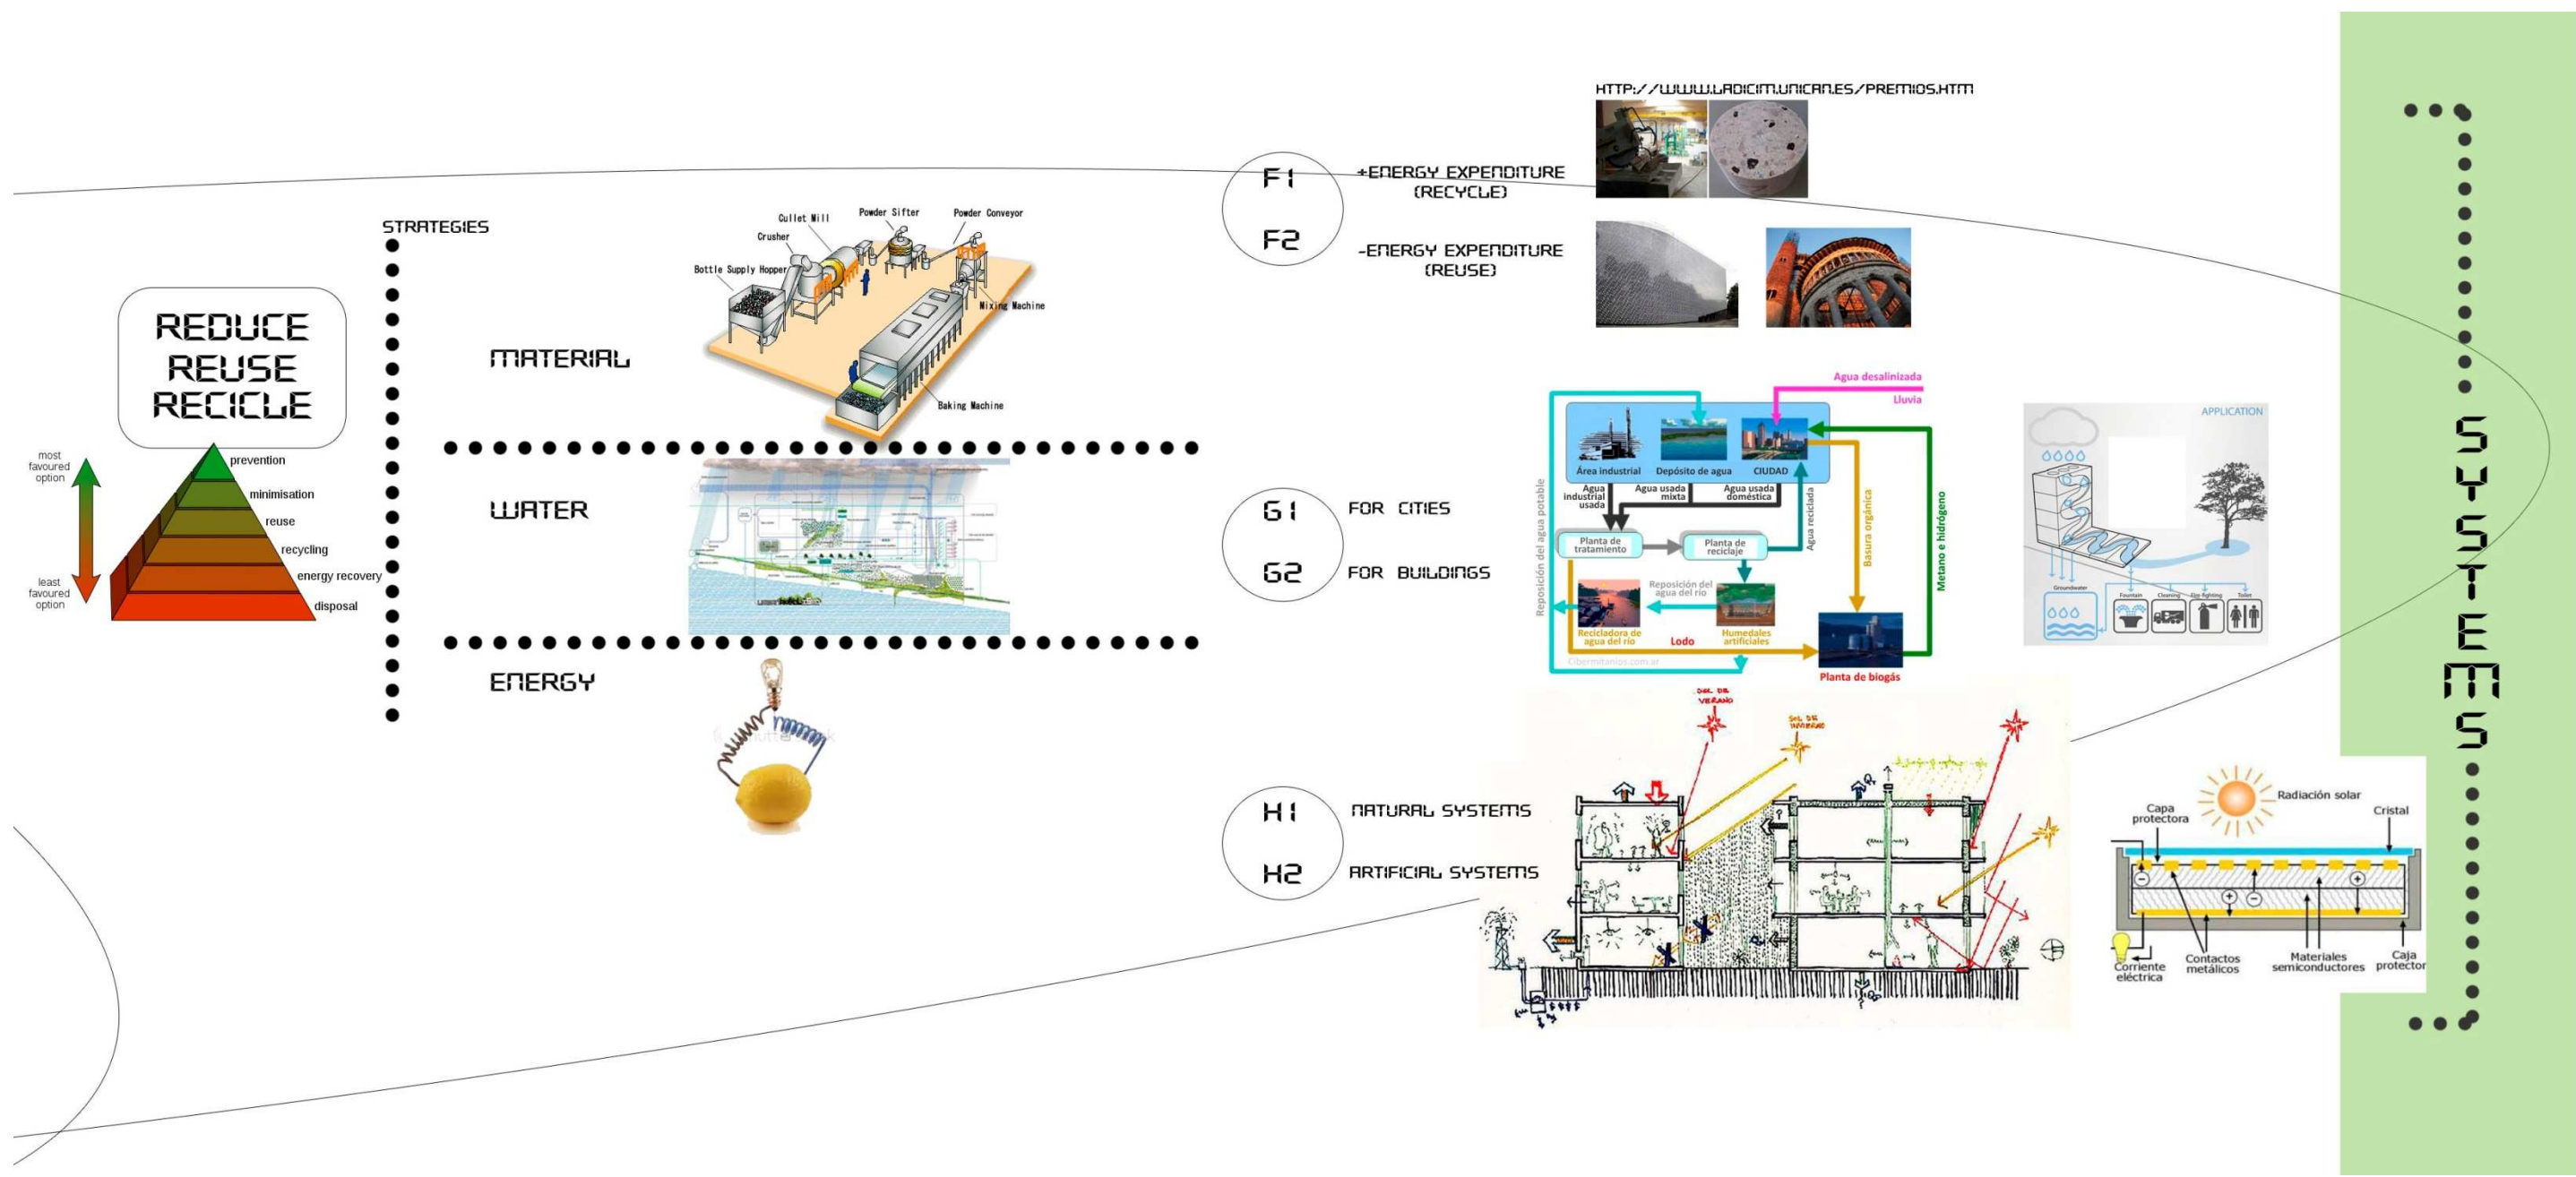 HTTP://WWW.LADICIM.UNICAN.ES/PREMIOS.HTM
STRATEGIES
REDUCE
REUSE
RECICLE
most
favoured
option
least
favoured
option
prevention
minimisation
reuse
recycling
energy recovery
disposal
MATERIAL
Cullet Mill
Powder Sifter
Powder Conveyor
Crusher
Bottle Supply Hopper
Mixing Machine
Baking Machine
WATER
ENERGY
F1
+ENERGY EXPENDITURE
(RECYCLE)
F2
-ENERGY EXPENDITURE
(REUSE)
G1
FOR CITIES
G2
FOR BUILDINGS
Agua desalinizada
Lluvia
Área industrial
Depósito de agua
CIUDAD
Agua
industrial
usada
Agua usada
mixta
Agua usada
doméstica
Planta de
tratamiento
Planta de
reciclaje
Agua reciclada
Reposición del agua potable
Basura orgánica
Metano e hidrógeno
Reposición del
agua del río
Recicladora de
agua del río
Humedales
artificiales
Lodo
Cibermitanios.com.ar
Planta de biogás
APPLICATION
Groundwater
Fountain
Cleaning
Fire fighting
Toilet
H1
NATURAL SYSTEMS
H2
ARTIFICIAL SYSTEMS
SOL DE
VERANO
SOL DE
INVIERNO
Radiación solar
Capa
protectora
Cristal
Corriente
eléctrica
Contactos
metálicos
Materiales
semiconductores
Caja
protector
SYSTEMS